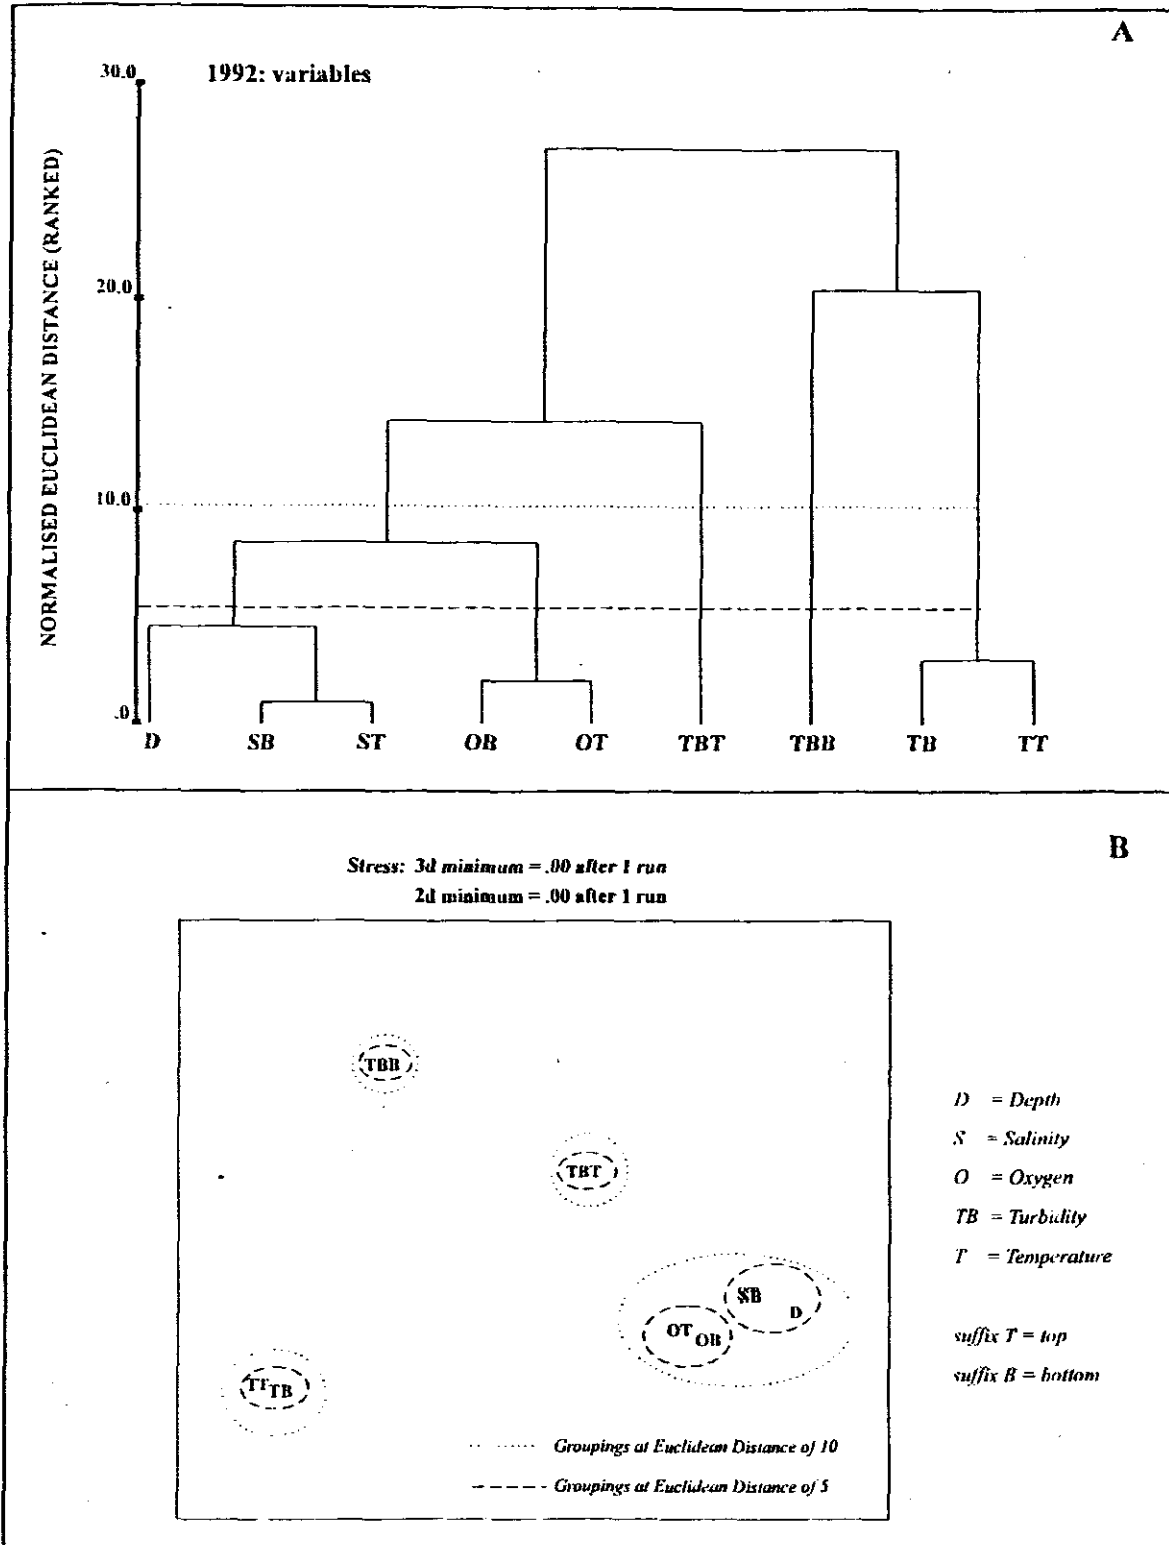 A
30.0
1992: variables
NORMALISED EUCLIDEAN DISTANCE (RANKED)
20.0
10.0
.0
D SB ST OB OT TBT TBB TB TT
B
Stress: 3d minimum = .00 after 1 run
2d minimum = .00 after 1 run
TBB
TBT
SB
D
OT OB
TT TB
D = Depth
S = Salinity
O = Oxygen
TB = Turbidity
T = Temperature
suffix T = top
suffix B = bottom
Groupings at Euclidean Distance of 10
Groupings at Euclidean Distance of 5